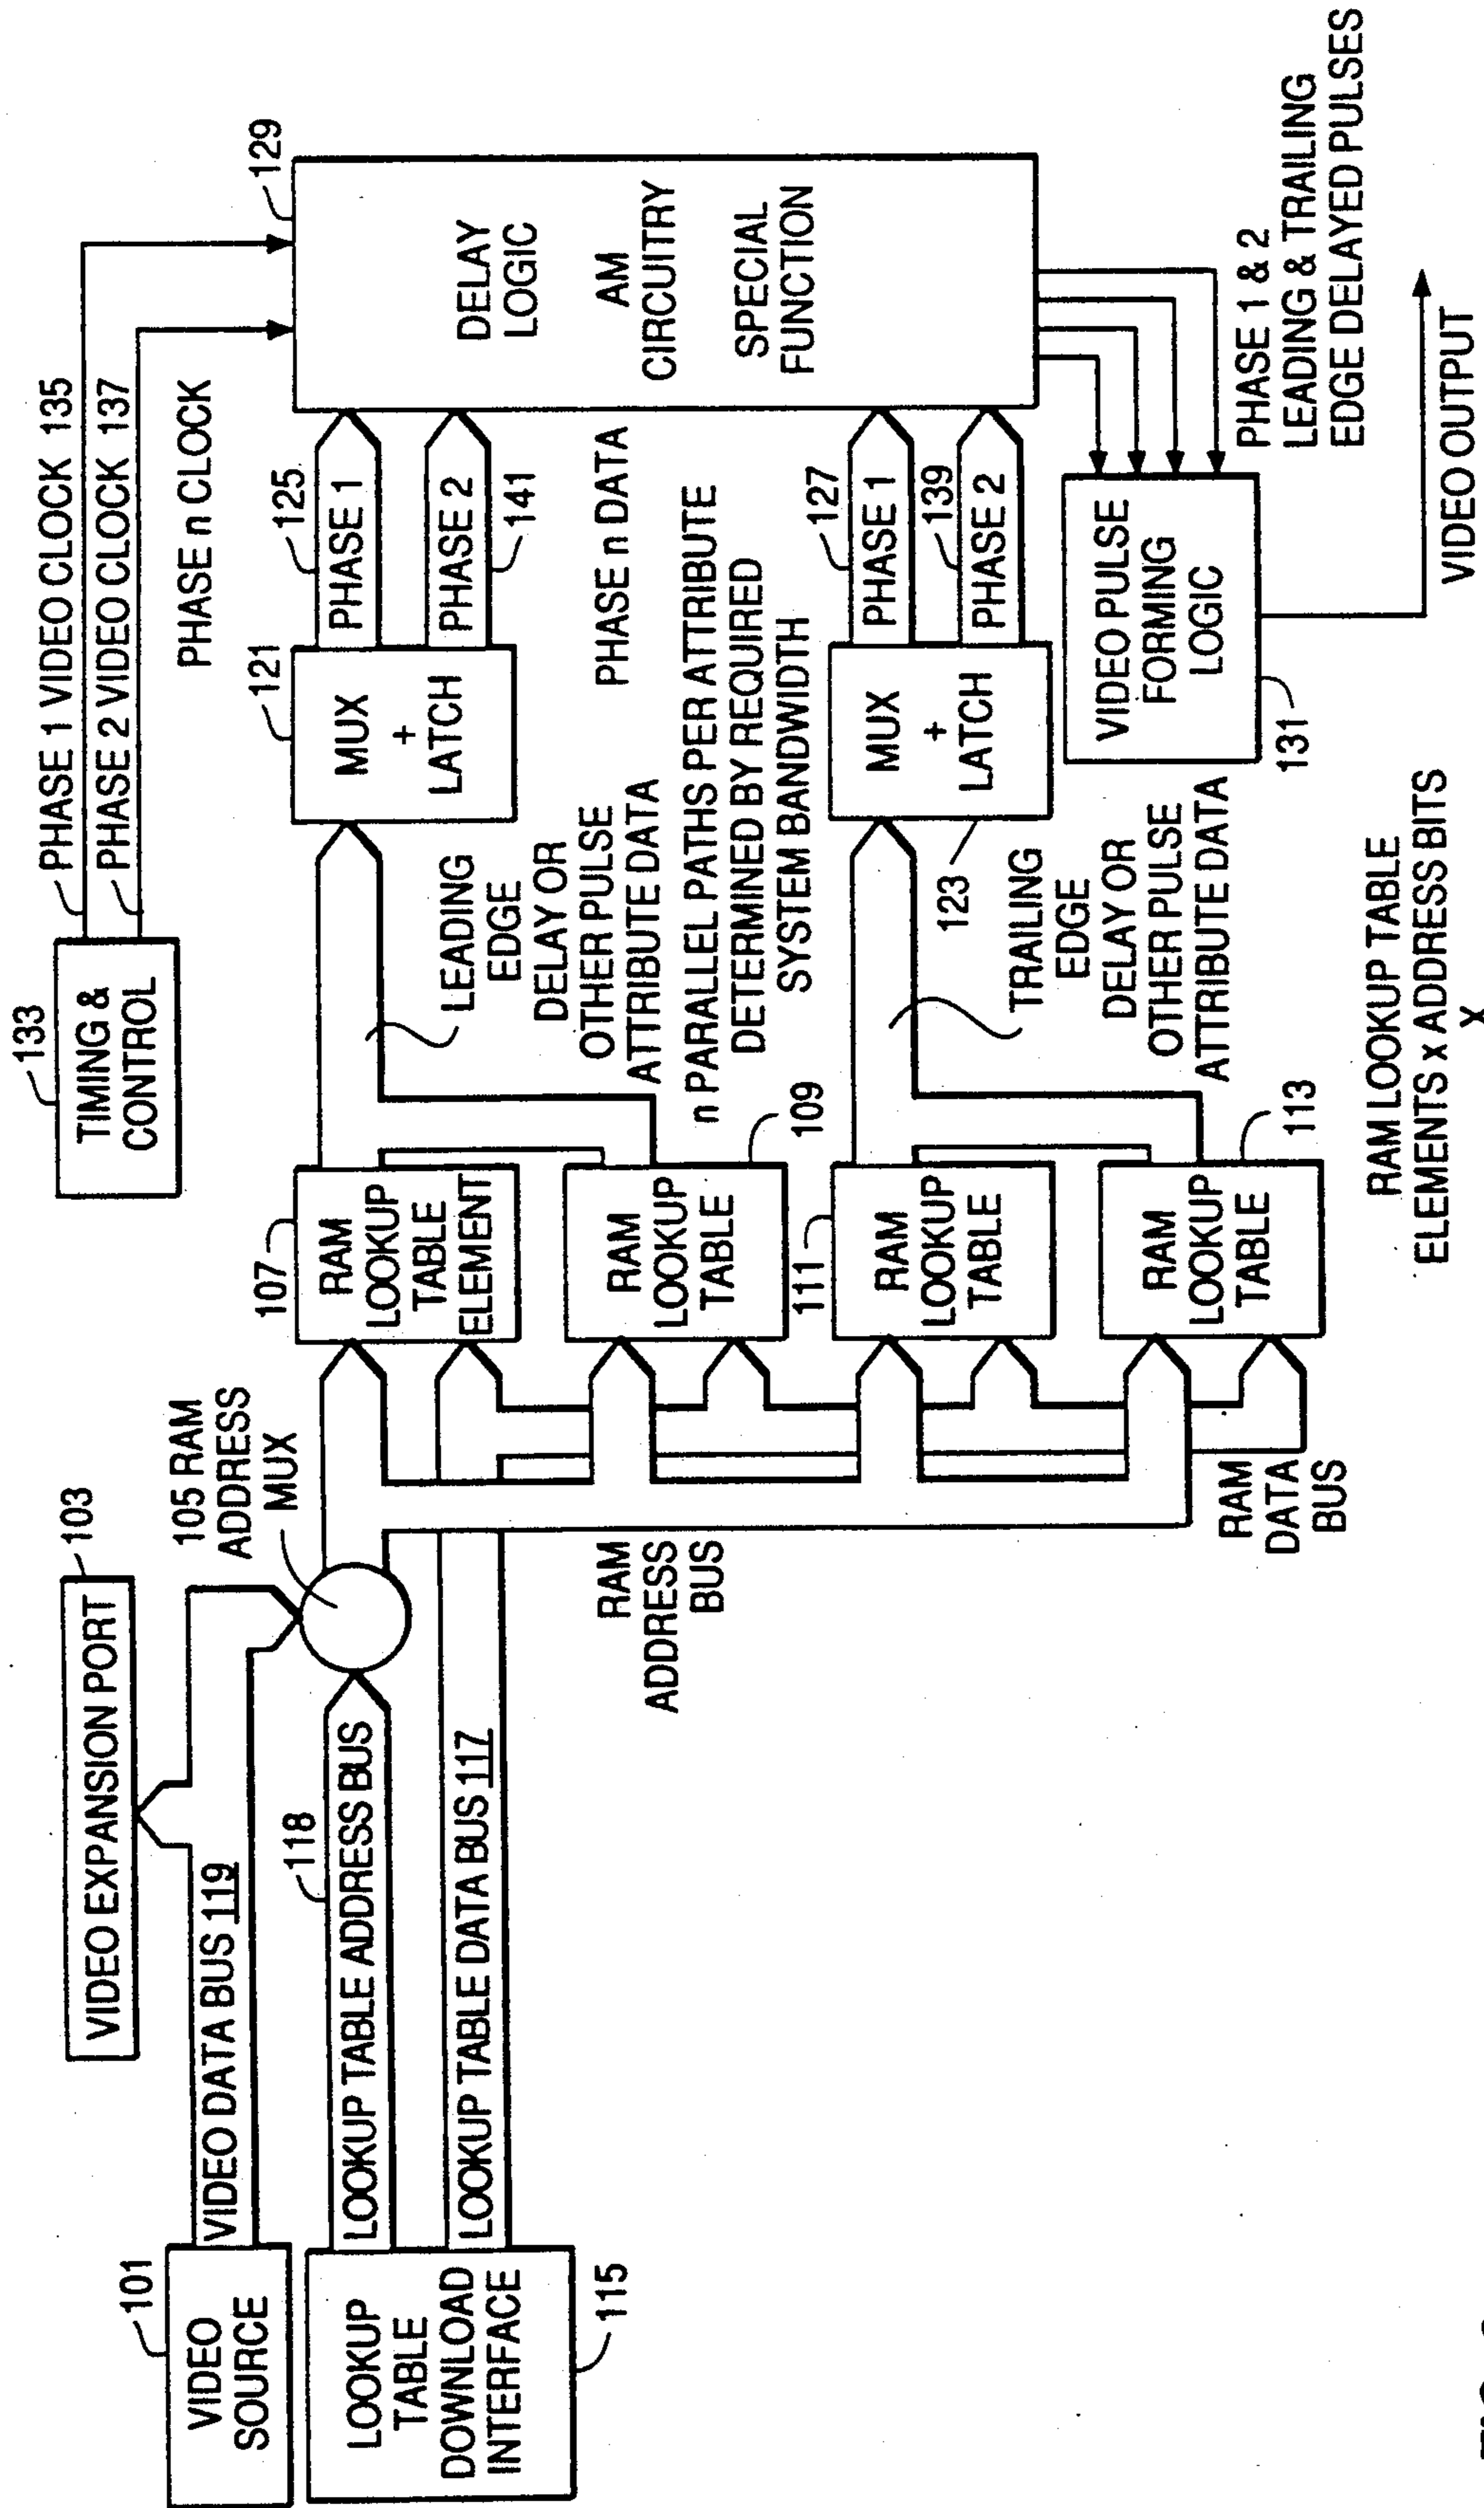 101
VIDEO
SOURCE
VIDEO DATA BUS 119
VIDEO EXPANSION PORT
103
LOOKUP
TABLE
DOWNLOAD
INTERFACE
115
118
LOOKUP TABLE ADDRESS BUS
LOOKUP TABLE DATA BUS 117
105 RAM
ADDRESS
MUX
RAM
ADDRESS
BUS
RAM
DATA
BUS
107
RAM
LOOKUP
TABLE
ELEMENT
RAM
LOOKUP
TABLE
109
111
RAM
LOOKUP
TABLE
RAM
LOOKUP
TABLE
113
133
TIMING &
CONTROL
PHASE 1 VIDEO CLOCK 135
PHASE 2 VIDEO CLOCK 137
PHASE n CLOCK
LEADING
EDGE
DELAY OR
OTHER PULSE
ATTRIBUTE DATA
n PARALLEL PATHS PER ATTRIBUTE
DETERMINED BY REQUIRED
SYSTEM BANDWIDTH
TRAILING
EDGE
DELAY OR
OTHER PULSE
ATTRIBUTE DATA
121
MUX
+
LATCH
123
MUX
+
LATCH
125
PHASE 1
PHASE 2
141
PHASE n DATA
127
PHASE 1
139
PHASE 2
129
DELAY
LOGIC
AM
CIRCUITRY
SPECIAL
FUNCTION
VIDEO PULSE
FORMING
LOGIC
131
PHASE 1 & 2
LEADING & TRAILING
EDGE DELAYED PULSES
VIDEO OUTPUT
RAM LOOKUP TABLE
ELEMENTS x ADDRESS BITS
X